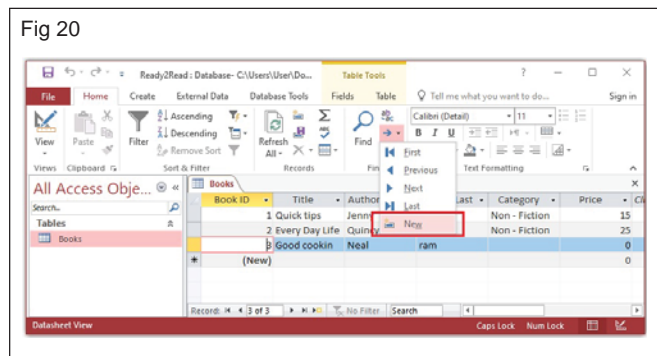 Fig 20
Ready2Read : Database- C:\Users\User\Do... Table Tools ?
File Home Create External Data Database Tools Fields Table Tell me what you want to do... Sign in
View Paste Filter Ascending Descending Remove Sort Refresh All Find Calibri (Detail) 11
B I U
First
Previous
Next
Last
New
Views Clipboard Sort & Filter Records Fin Text Formatting
All Access Obje... Books
Search...
Tables
Books
Book ID Title Author Last Category Price Cli
1 Quick tips Jenn Non - Fiction 15
2 Every Day Life Quincy Non - Fiction 25
3 Good cookin Neal ram 0
(New) 0
Record: 3 of 3 No Filter Search
Datasheet View Caps Lock Num Lock